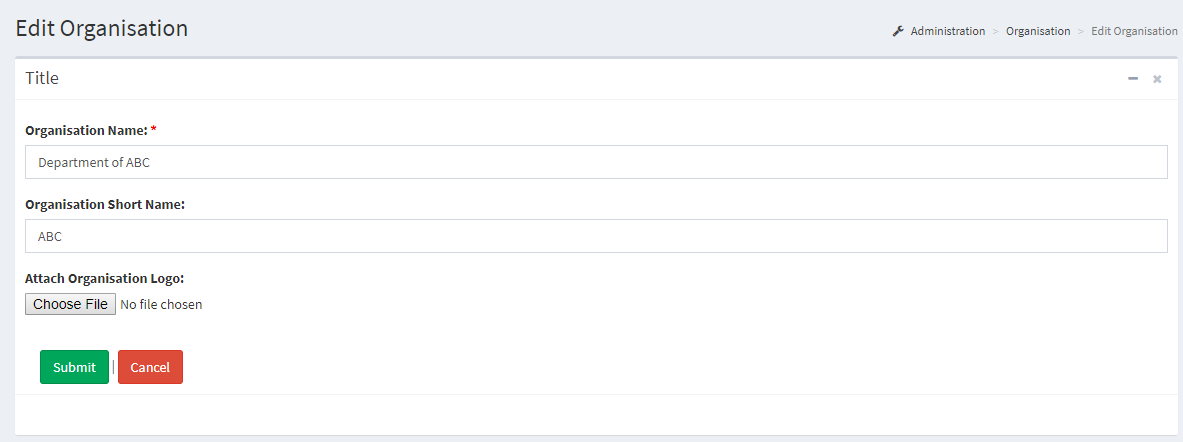 Edit Organisation
Administration > Organisation > Edit Organisation
Title
Organisation Name: *
Department of ABC
Organisation Short Name:
ABC
Attach Organisation Logo:
Choose File No file chosen
Submit | Cancel